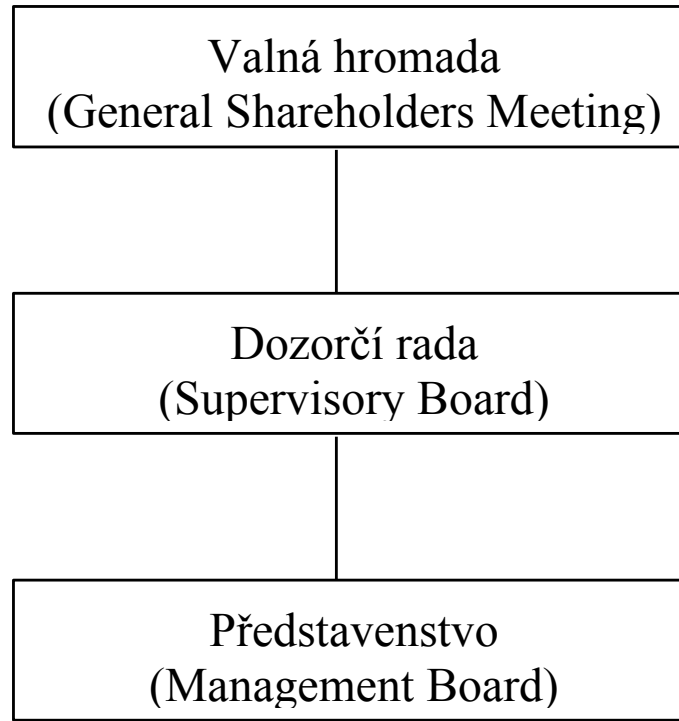 Valná hromada
(General Shareholders Meeting)
Dozorčí rada
(Supervisory Board)
Představenstvo
(Management Board)